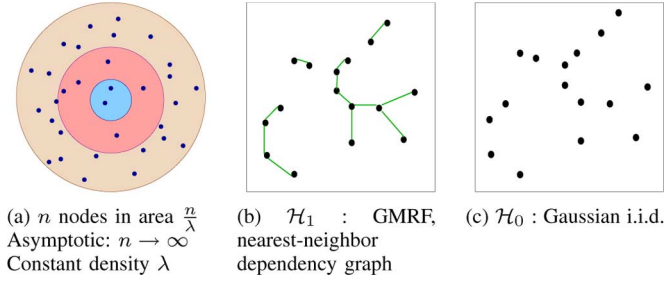 (a) n nodes in area n/λ
Asymptotic: n → ∞
Constant density λ
(b) ℋ₁ : GMRF,
nearest-neighbor
dependency graph
(c) ℋ₀ : Gaussian i.i.d.